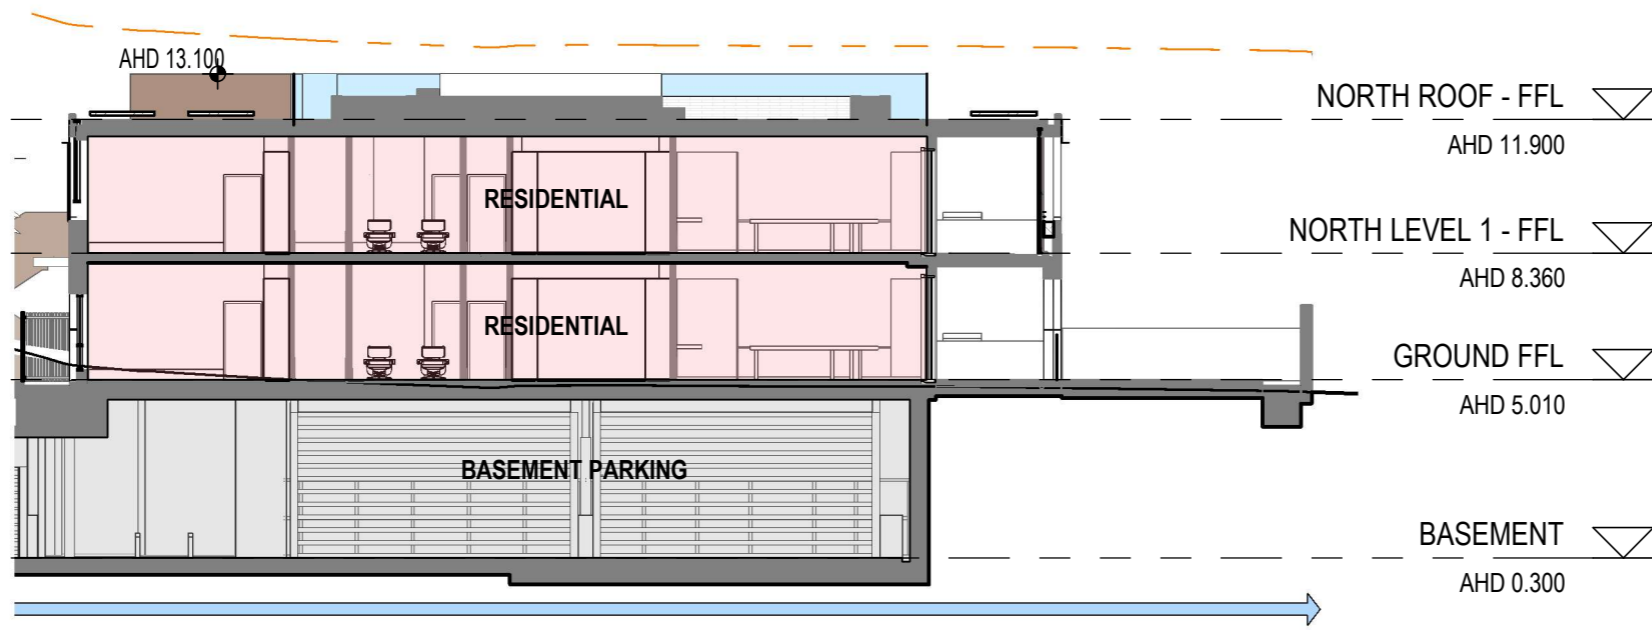 AHD 13.100
NORTH ROOF - FFL
AHD 11.900
RESIDENTIAL
NORTH LEVEL 1 - FFL
AHD 8.360
RESIDENTIAL
GROUND FFL
AHD 5.010
BASEMENT PARKING
BASEMENT
AHD 0.300